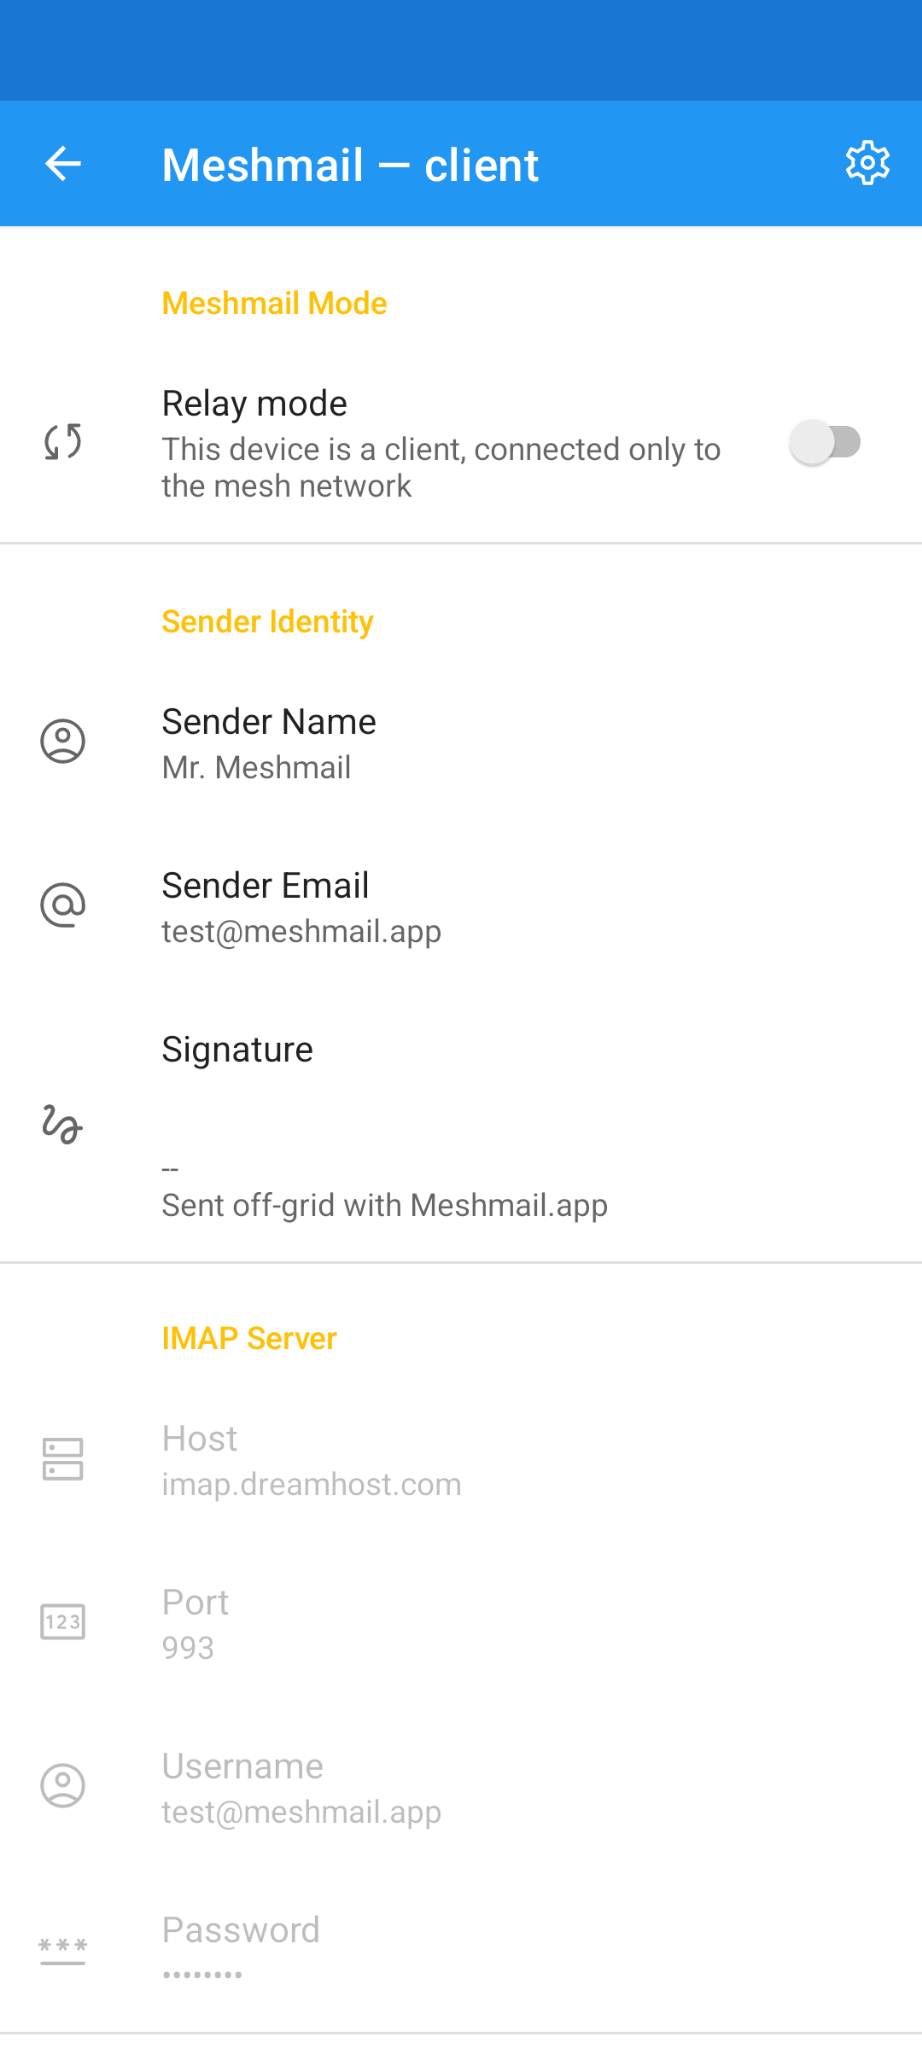 Meshmail — client
Meshmail Mode
Relay mode
This device is a client, connected only to
the mesh network
Sender Identity
Sender Name
Mr. Meshmail
Sender Email
test@meshmail.app
Signature
--
Sent off-grid with Meshmail.app
IMAP Server
Host
imap.dreamhost.com
Port
123
993
Username
test@meshmail.app
Password
***
••••••••